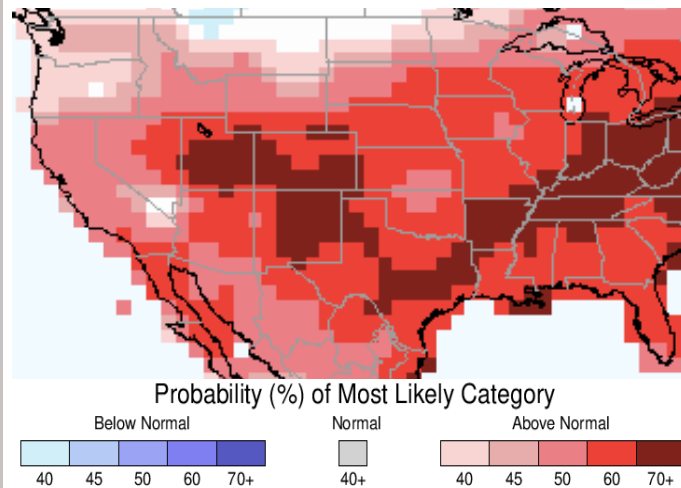 Probability (%) of Most Likely Category
Below Normal Normal Above Normal
40 45 50 60 70+ 40+ 40 45 50 60 70+